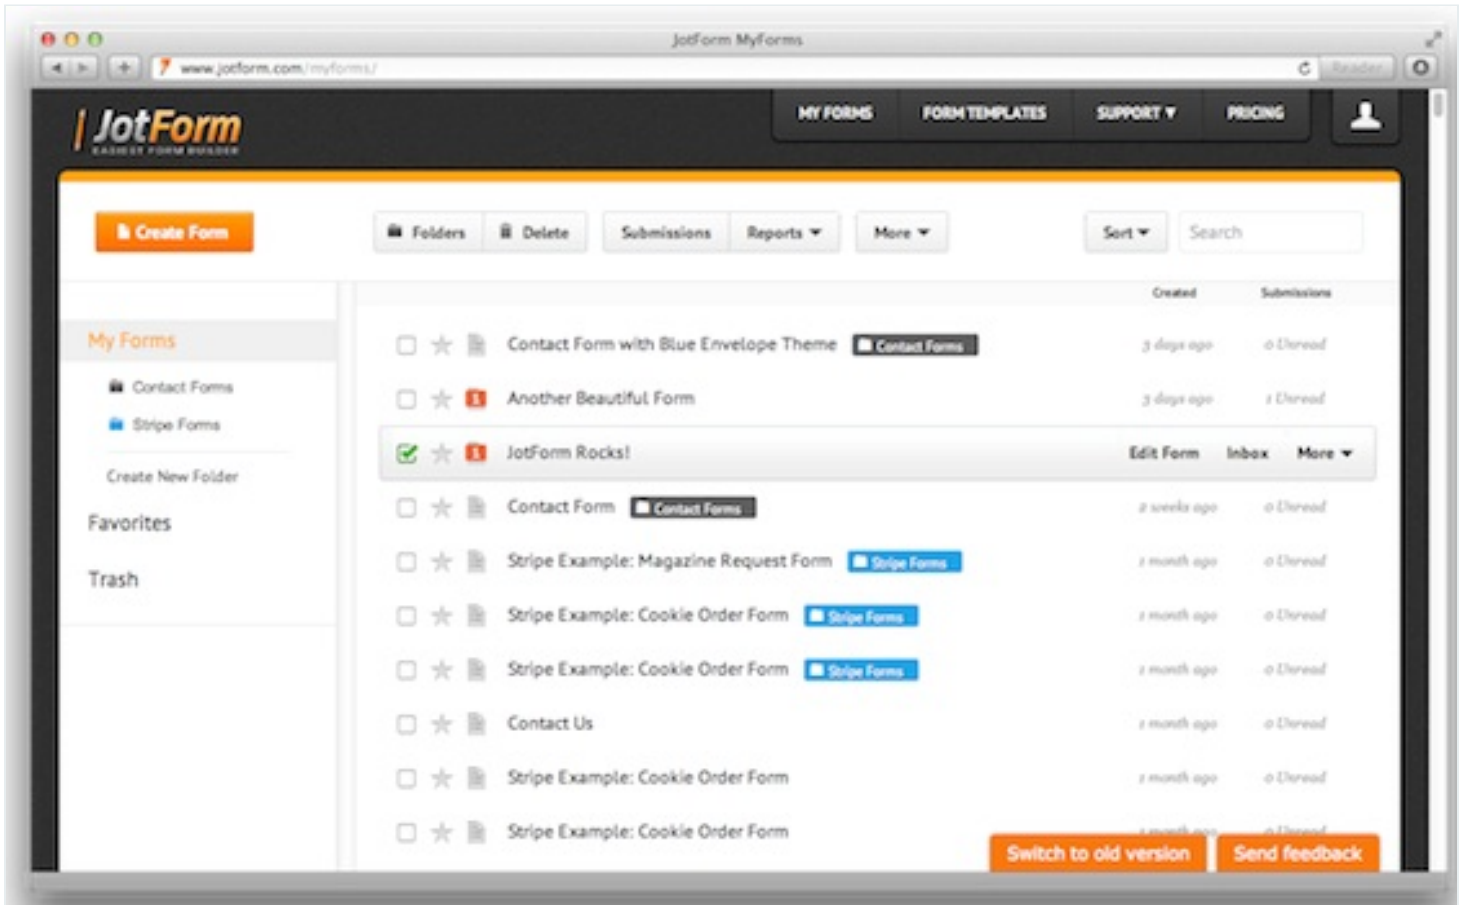 JotForm MyForms
www.jotform.com/myforms/ Reader
JotForm MY FORMS FORM TEMPLATES SUPPORT PRICING
EASIEST FORM BUILDER
Create Form Folders Delete Submissions Reports More Sort Search
Created Submissions
My Forms
Contact Forms
Stripe Forms
Create New Folder
Favorites
Trash
Contact Form with Blue Envelope Theme Contact Forms 3 days ago 0 Unread
1 Another Beautiful Form 3 days ago 1 Unread
1 JotForm Rocks! Edit Form Inbox More
Contact Form Contact Forms 2 weeks ago 0 Unread
Stripe Example: Magazine Request Form Stripe Forms 1 month ago 0 Unread
Stripe Example: Cookie Order Form Stripe Forms 1 month ago 0 Unread
Stripe Example: Cookie Order Form Stripe Forms 1 month ago 0 Unread
Contact Us 1 month ago 0 Unread
Stripe Example: Cookie Order Form 1 month ago 0 Unread
Stripe Example: Cookie Order Form 1 month ago 0 Unread
Switch to old version Send feedback